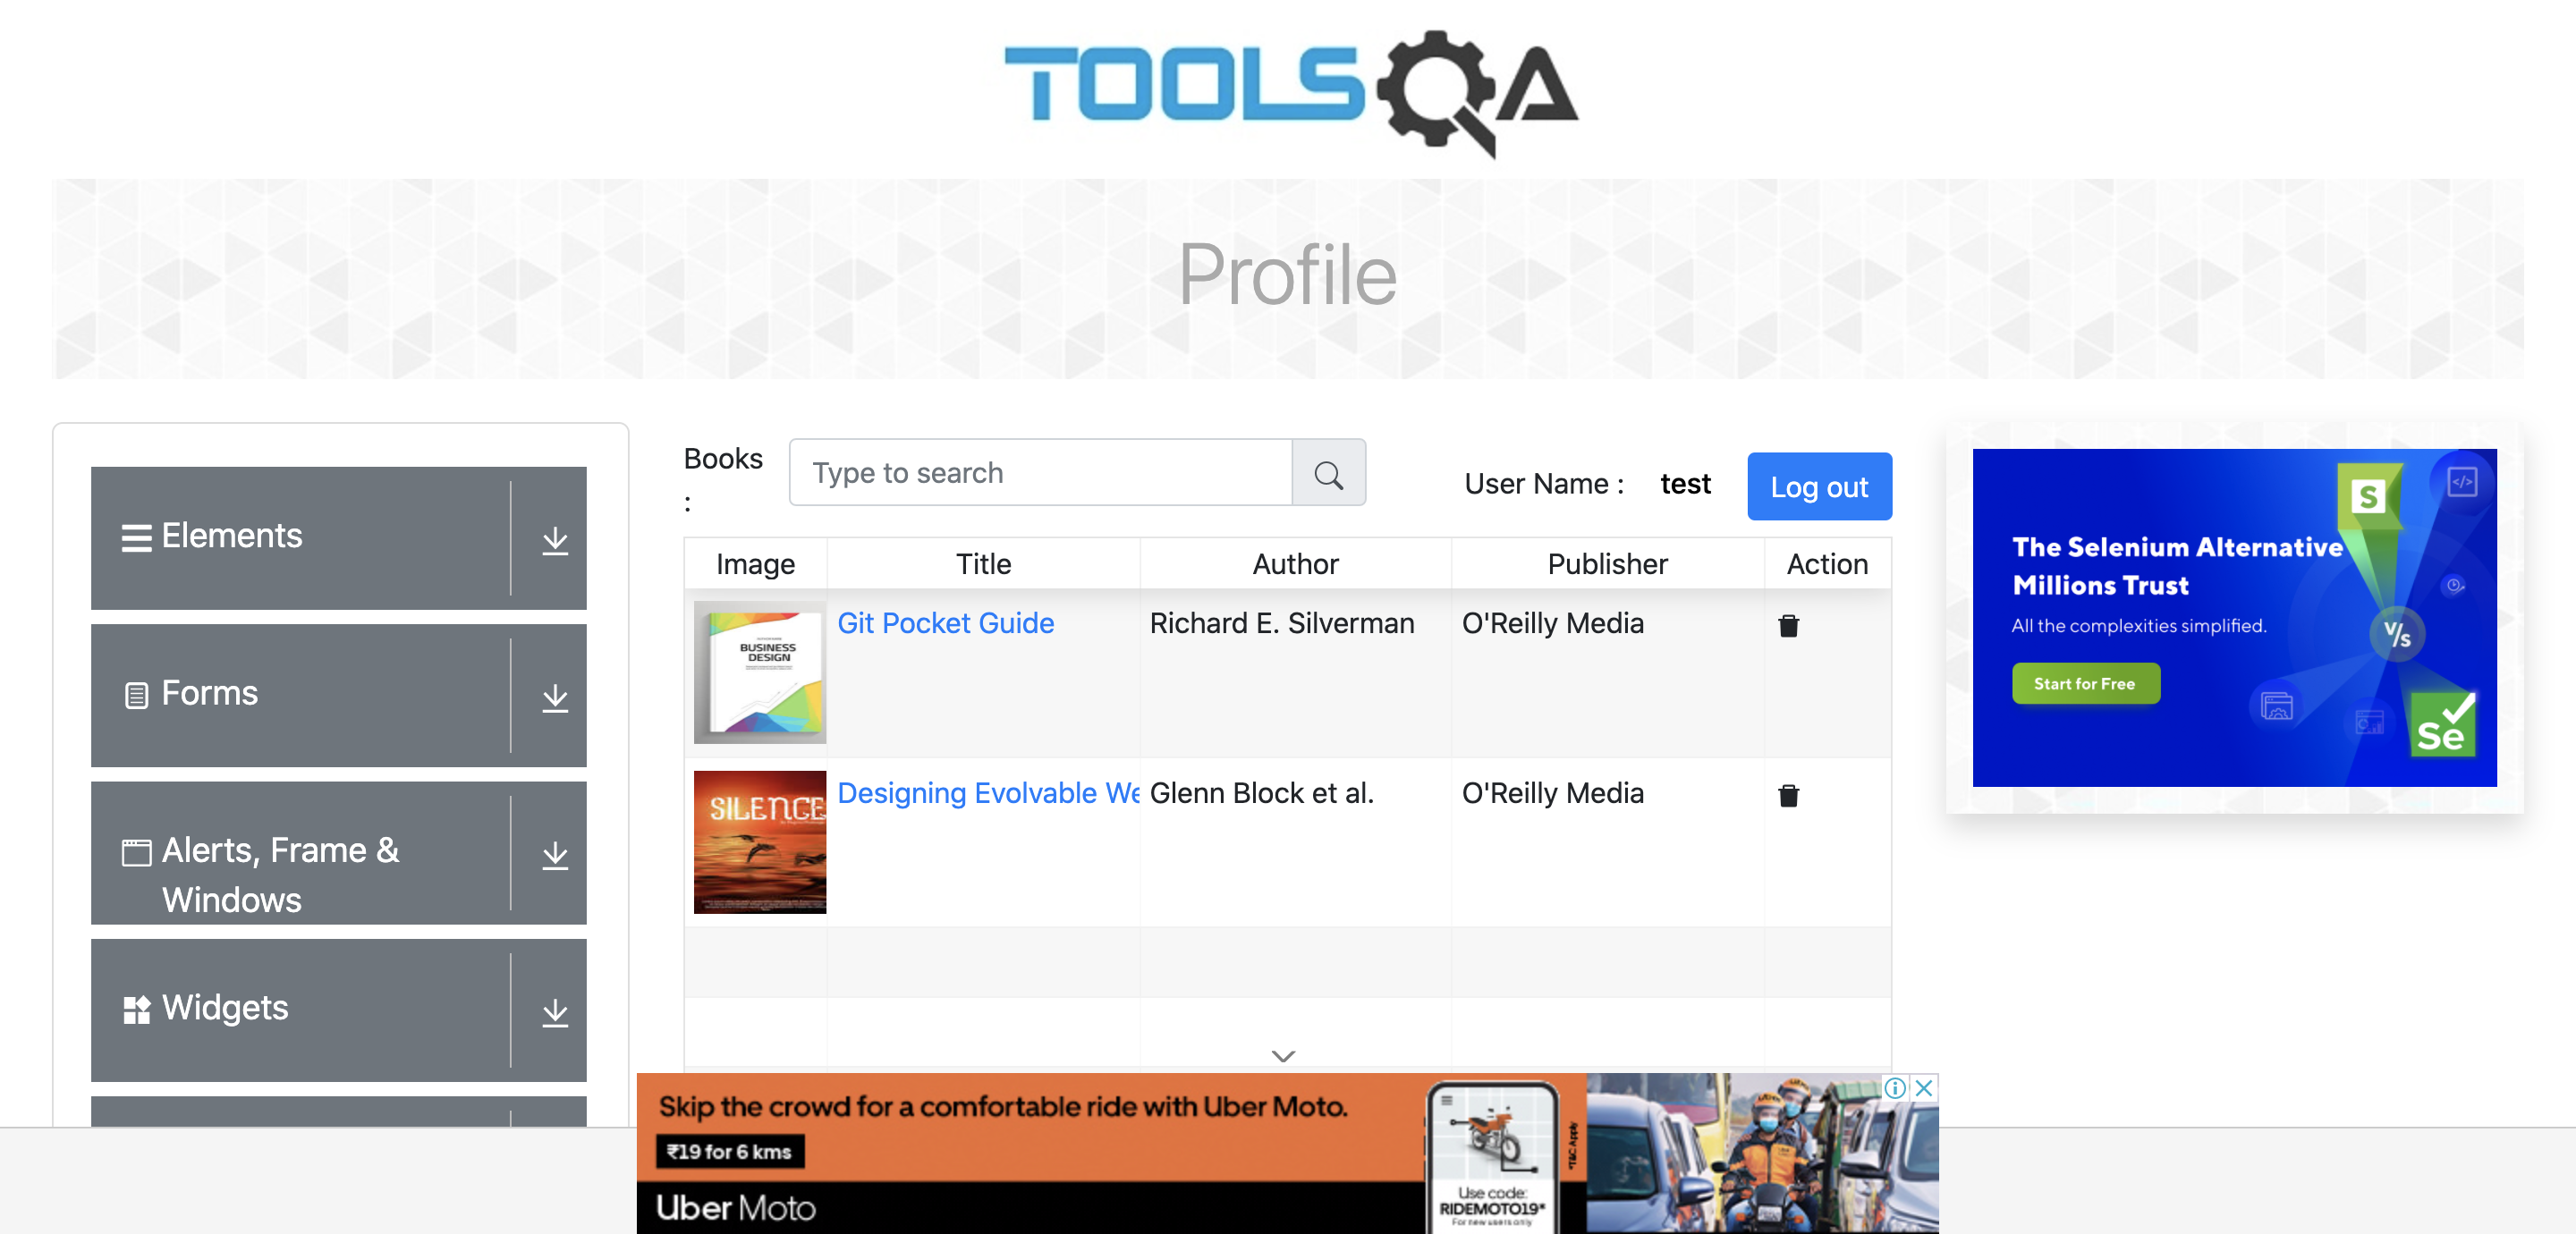 TOOLSQA
Profile
Elements
Forms
Alerts, Frame &
Windows
Widgets
Books
:
Type to search
User Name :
test
Log out
Image
Title
Author
Publisher
Action
BUSINESS
DESIGN
Git Pocket Guide
Richard E. Silverman
O'Reilly Media
SILENCE
Designing Evolvable We
Glenn Block et al.
O'Reilly Media
The Selenium Alternative
Millions Trust
All the complexities simplified.
Start for Free
S
</>
V/s
Se
Skip the crowd for a comfortable ride with Uber Moto.
₹19 for 6 kms
Uber Moto
Use code:
RIDEMOTO19*
For new users only
*T&C Apply